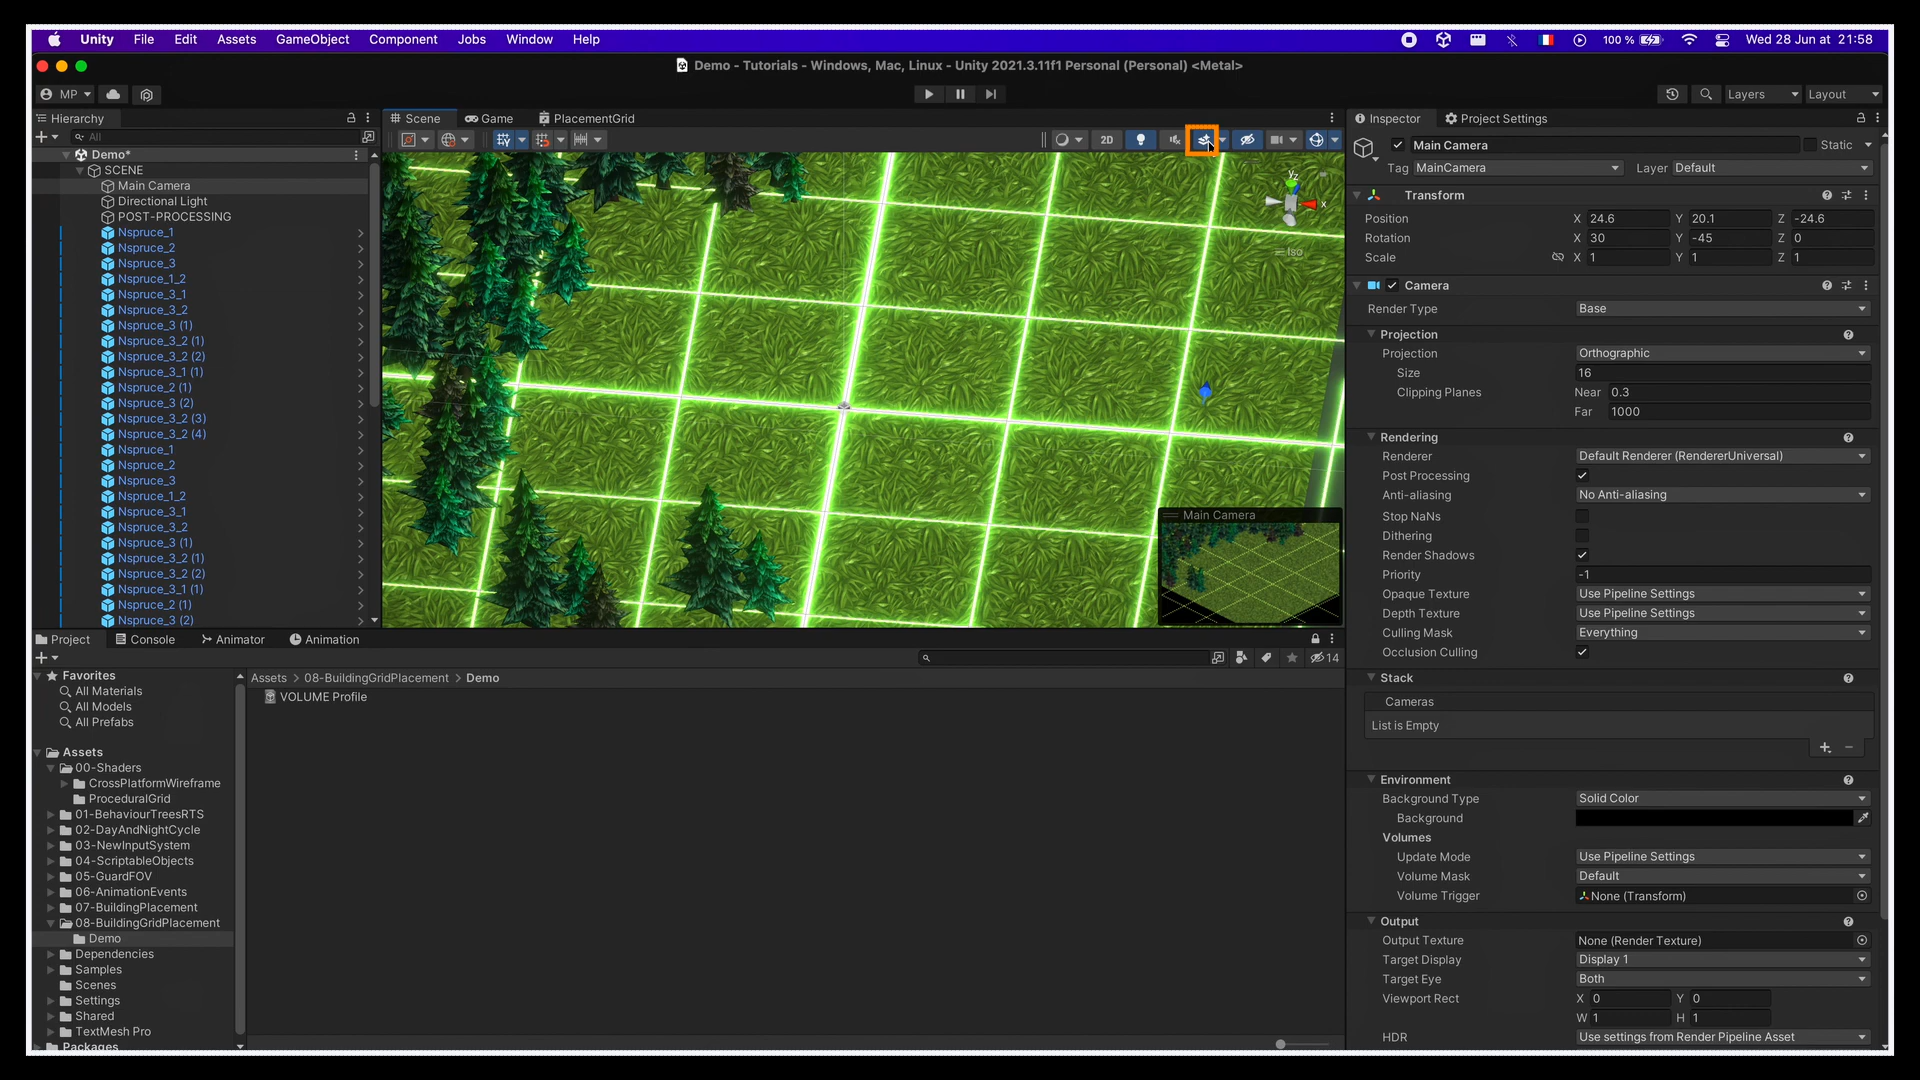 Unity File Edit Assets GameObject Component Jobs Window Help 100 % Wed 28 Jun at 21:58
Demo - Tutorials - Windows, Mac, Linux - Unity 2021.3.11f1 Personal (Personal) <Metal>
MP Layers Layout
Hierarchy
All
Demo*
SCENE
Main Camera
Directional Light
POST-PROCESSING
Nspruce_1
Nspruce_2
Nspruce_3
Nspruce_1_2
Nspruce_3_1
Nspruce_3_2
Nspruce_3 (1)
Nspruce_3_2 (1)
Nspruce_3_2 (2)
Nspruce_3_1 (1)
Nspruce_2 (1)
Nspruce_3 (2)
Nspruce_3_2 (3)
Nspruce_3_2 (4)
Nspruce_1
Nspruce_2
Nspruce_3
Nspruce_1_2
Nspruce_3_1
Nspruce_3_2
Nspruce_3 (1)
Nspruce_3_2 (1)
Nspruce_3_2 (2)
Nspruce_3_1 (1)
Nspruce_2 (1)
Nspruce_3 (2)
Scene Game PlacementGrid
2D
y z
x
Iso
Main Camera
Inspector Project Settings
Main Camera Static
Tag MainCamera Layer Default
Transform
Position X 24.6 Y 20.1 Z -24.6
Rotation X 30 Y -45 Z 0
Scale X 1 Y 1 Z 1
Camera
Render Type Base
Projection
Projection Orthographic
Size 16
Clipping Planes Near 0.3
Far 1000
Rendering
Renderer Default Renderer (RendererUniversal)
Post Processing
Anti-aliasing No Anti-aliasing
Stop NaNs
Dithering
Render Shadows
Priority -1
Opaque Texture Use Pipeline Settings
Depth Texture Use Pipeline Settings
Culling Mask Everything
Occlusion Culling
Stack
Cameras
List is Empty
Environment
Background Type Solid Color
Background
Volumes
Update Mode Use Pipeline Settings
Volume Mask Default
Volume Trigger None (Transform)
Output
Output Texture None (Render Texture)
Target Display Display 1
Target Eye Both
Viewport Rect X 0 Y 0
W 1 H 1
HDR Use settings from Render Pipeline Asset
Project Console Animator Animation
14
Favorites
All Materials
All Models
All Prefabs
Assets
00-Shaders
CrossPlatformWireframe
ProceduralGrid
01-BehaviourTreesRTS
02-DayAndNightCycle
03-NewInputSystem
04-ScriptableObjects
05-GuardFOV
06-AnimationEvents
07-BuildingPlacement
08-BuildingGridPlacement
Demo
Dependencies
Samples
Scenes
Settings
Shared
TextMesh Pro
Packages
Assets > 08-BuildingGridPlacement > Demo
VOLUME Profile